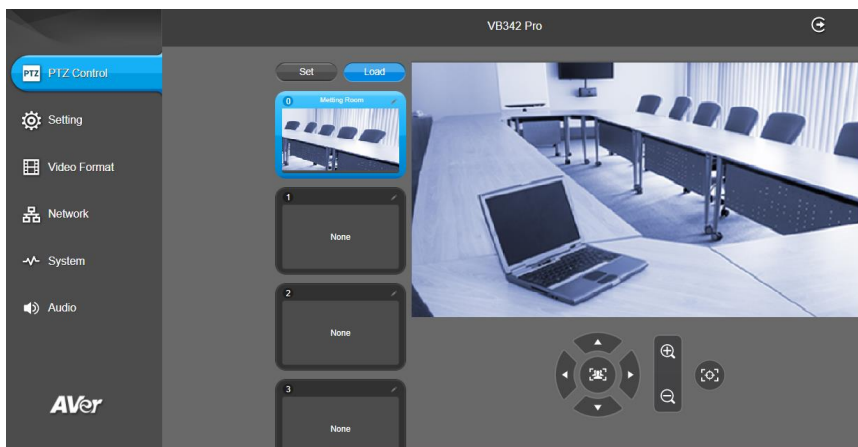 VB342 Pro
PTZ PTZ Control
Setting
Video Format
Network
System
Audio
AVer
Set Load
0 Metting Room
1
None
2
None
3
None